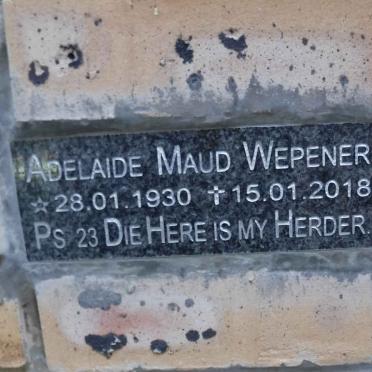 Adelaide Maud Wepener
☆ 28.01.1930 ✝ 15.01.2018
Ps 23 Die Here is my Herder.